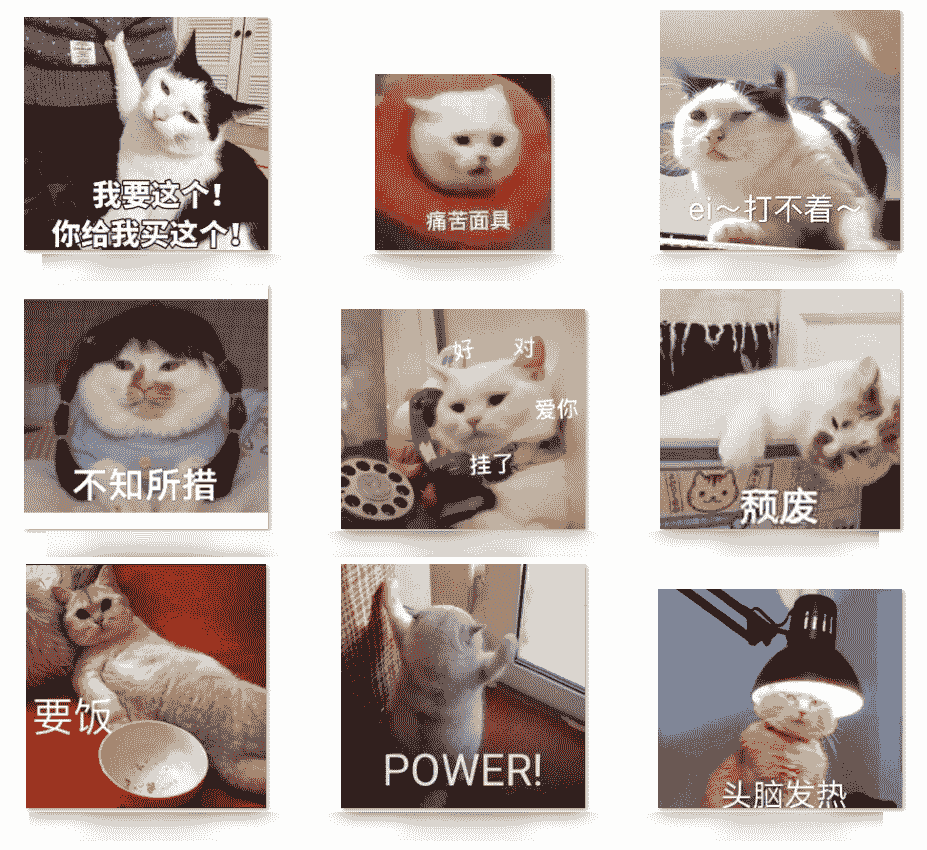 我要这个！
你给我买这个！
痛苦面具
ei～打不着～
不知所措
好 对
爱你
挂了
颓废
要饭
POWER!
头脑发热